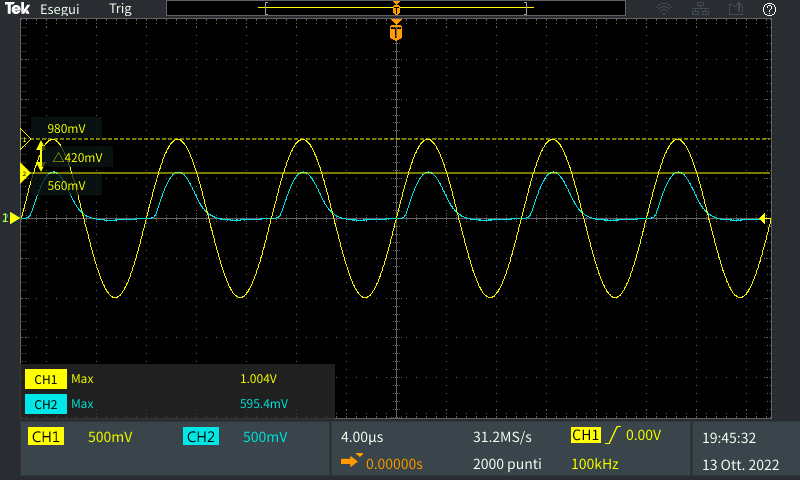 Tek Esegui Trig
T
T
?
1
980mV
△420mV
2
560mV
CH1 Max 1.004V
CH2 Max 595.4mV
CH1 500mV CH2 500mV 4.00µs 31.2MS/s CH1 0.00V 19:45:32
0.00000s 2000 punti 100kHz 13 Ott. 2022